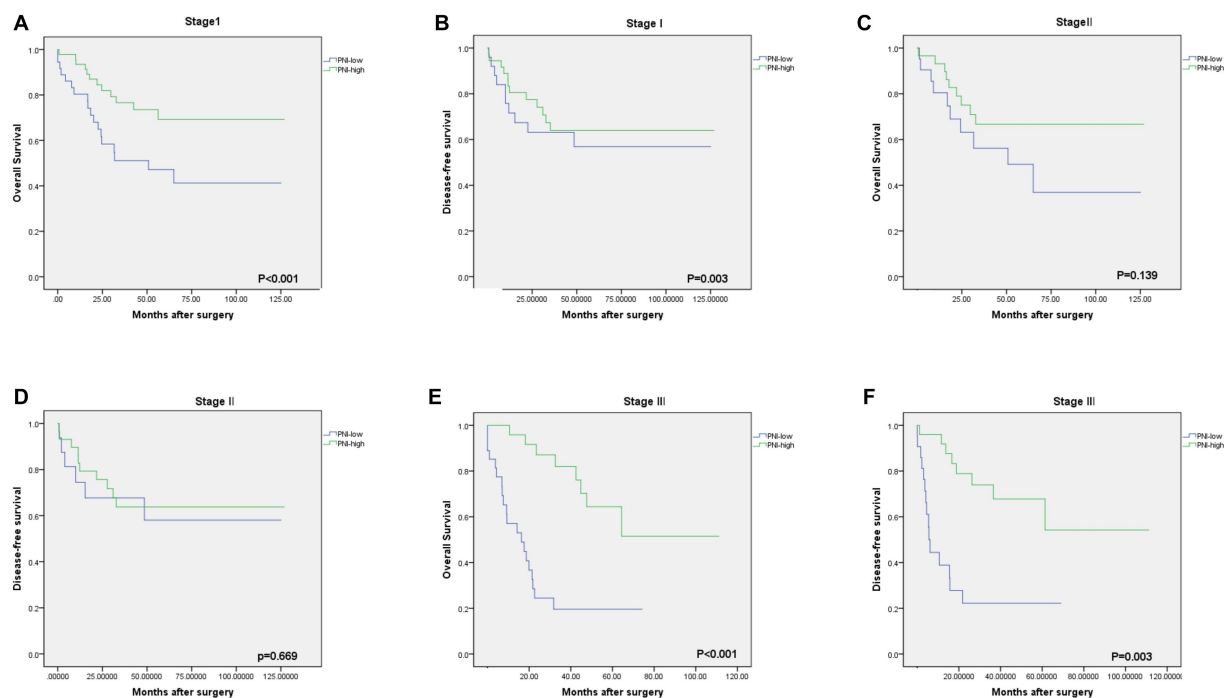 A
Stage1
PNI-low
PNI-high
1.0
0.8
0.6
0.4
0.2
0.0
Overall Survival
P<0.001
.00 25.00 50.00 75.00 100.00 125.00
Months after surgery
B
Stage I
PNI-low
PNI-high
1.0
0.8
0.6
0.4
0.2
0.0
Disease-free survival
P=0.003
25.00000 50.00000 75.00000 100.00000 125.00000
Months after surgery
C
StageII
PNI-low
PNI-high
1.0
0.8
0.6
0.4
0.2
0.0
Overall Survival
P=0.139
25.00 50.00 75.00 100.00 125.00
Months after surgery
D
Stage II
PNI-low
PNI-high
1.0
0.8
0.6
0.4
0.2
0.0
Disease-free survival
p=0.669
.00000 25.00000 50.00000 75.00000 100.00000 125.00000
Months after surgery
E
Stage III
PNI-low
PNI-high
1.0
0.8
0.6
0.4
0.2
0.0
Overall Survival
P<0.001
20.00 40.00 60.00 80.00 100.00 120.00
Months after surgery
F
Stage III
PNI-low
PNI-high
1.0
0.8
0.6
0.4
0.2
0.0
Disease-free survival
P=0.003
20.00000 40.00000 60.00000 80.00000 100.00000 120.00000
Months after surgery